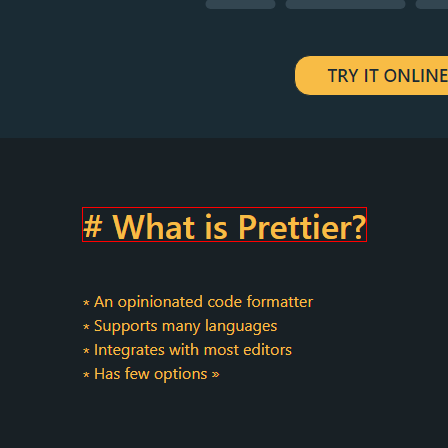 TRY IT ONLINE
# What is Prettier?
* An opinionated code formatter
* Supports many languages
* Integrates with most editors
* Has few options »